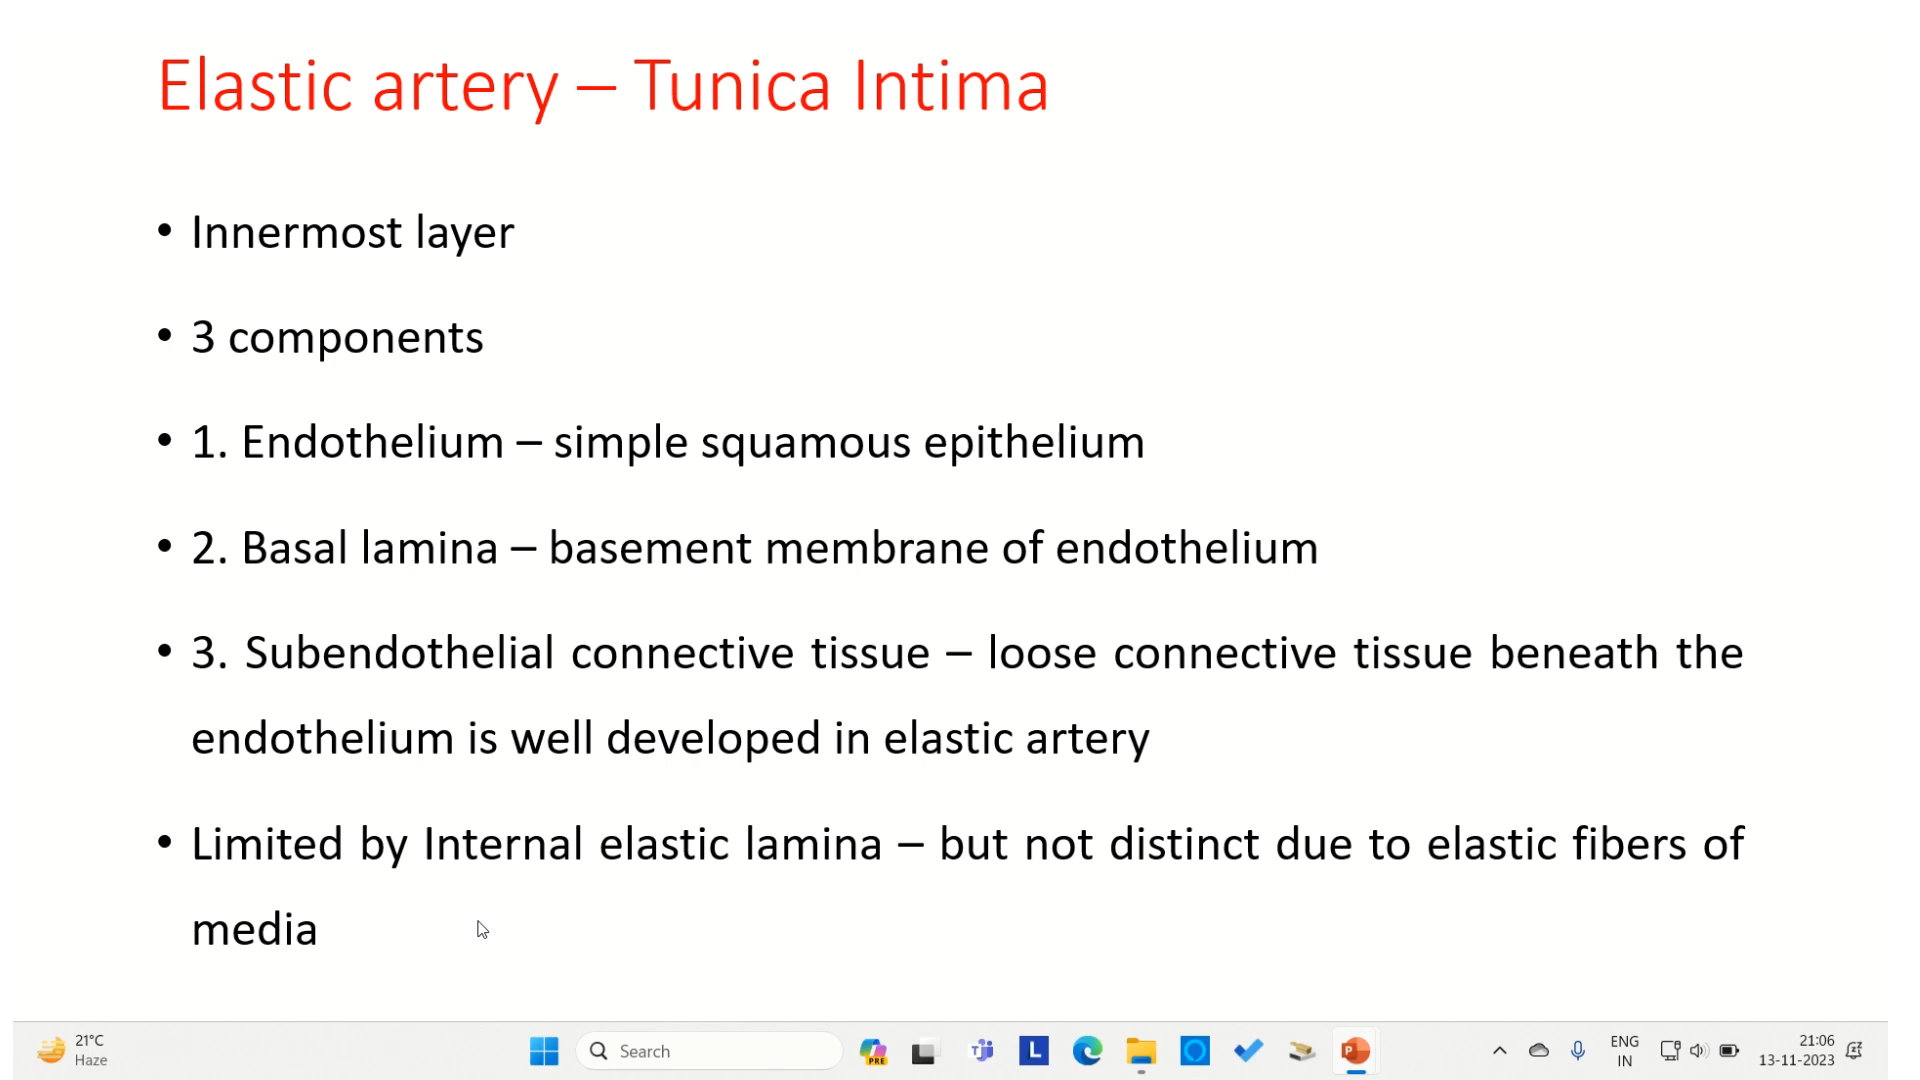 Elastic artery – Tunica Intima
• Innermost layer
• 3 components
• 1. Endothelium – simple squamous epithelium
• 2. Basal lamina – basement membrane of endothelium
• 3. Subendothelial connective tissue – loose connective tissue beneath the
endothelium is well developed in elastic artery
• Limited by Internal elastic lamina – but not distinct due to elastic fibers of
media
21°C
Haze
Search
PRE
L
P
ENG
IN
21:06
13-11-2023